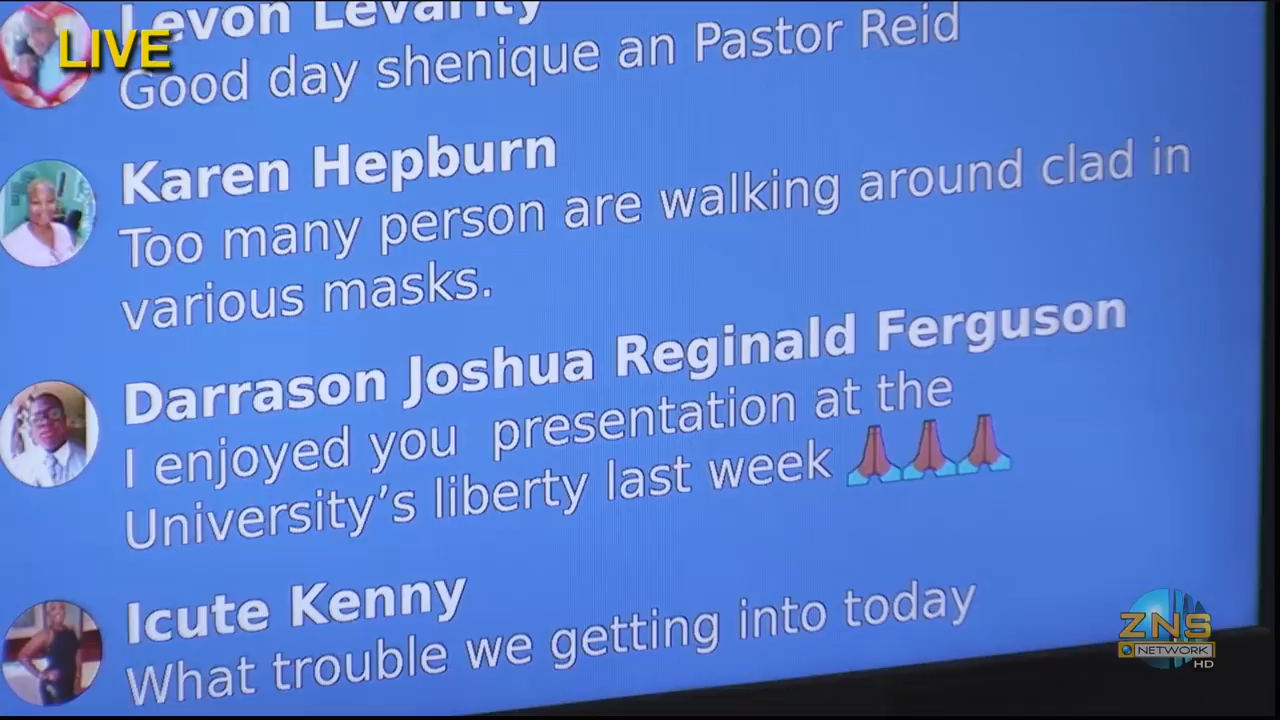 LIVE
Levon Levarity
Good day shenique an Pastor Reid
Karen Hepburn
Too many person are walking around clad in
various masks.
Darrason Joshua Reginald Ferguson
I enjoyed you presentation at the
University’s liberty last week 🙏🏾🙏🏾🙏🏾
Icute Kenny
What trouble we getting into today
ZNS
NETWORK
HD